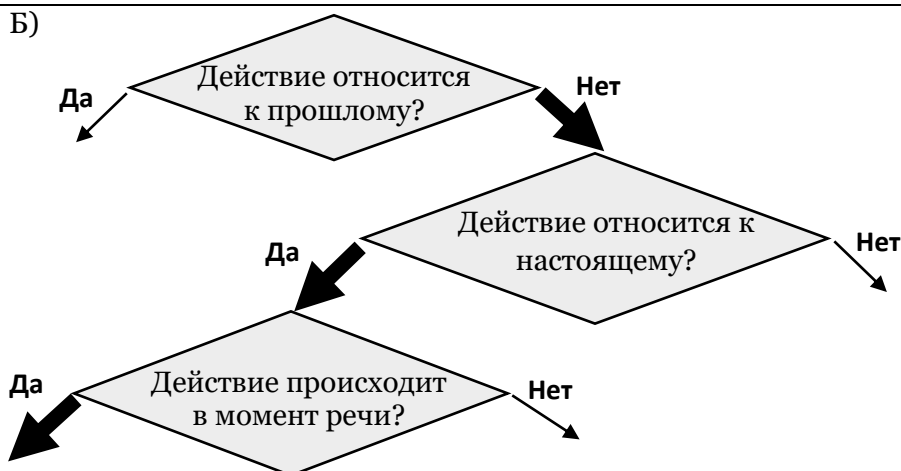 Б)
Действие относится
к прошлому?
Да
Нет
Действие относится к
настоящему?
Да
Нет
Действие происходит
в момент речи?
Да
Нет